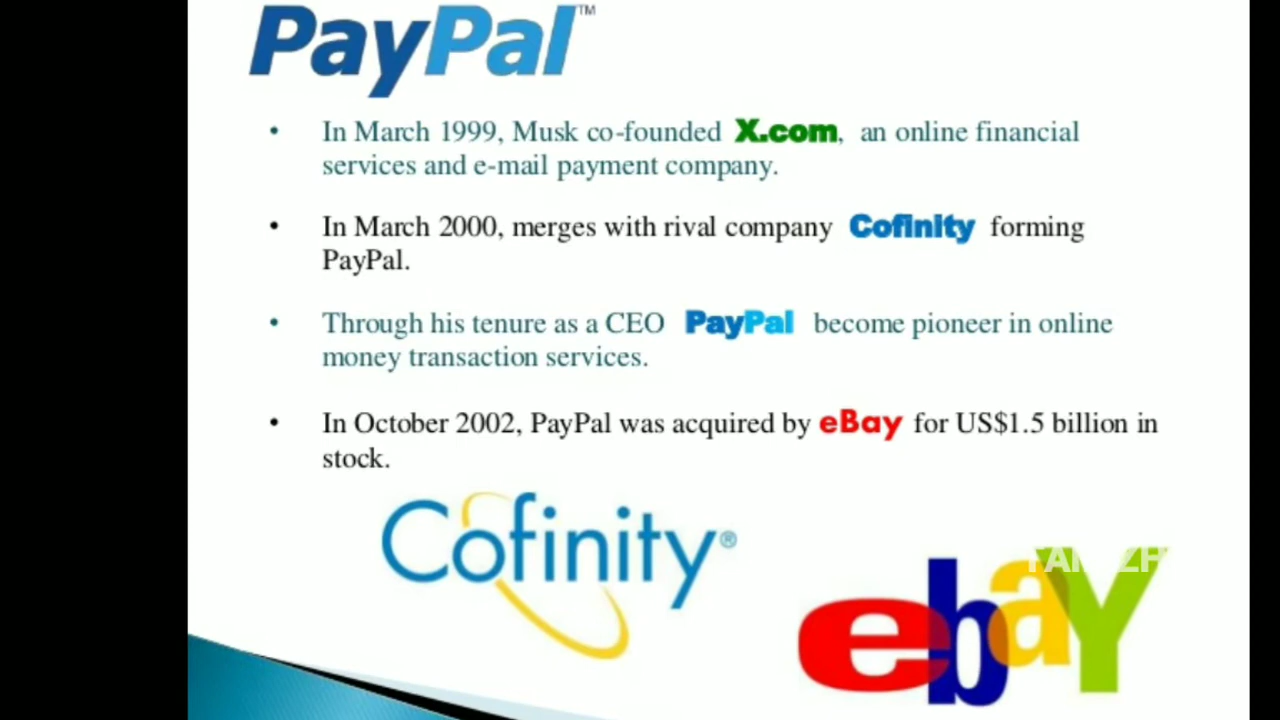 PayPal™
• In March 1999, Musk co-founded X.com, an online financial
services and e-mail payment company.
• In March 2000, merges with rival company Cofinity forming
PayPal.
• Through his tenure as a CEO PayPal become pioneer in online
money transaction services.
• In October 2002, PayPal was acquired by eBay for US$1.5 billion in
stock.
Cofinity®
ebaY